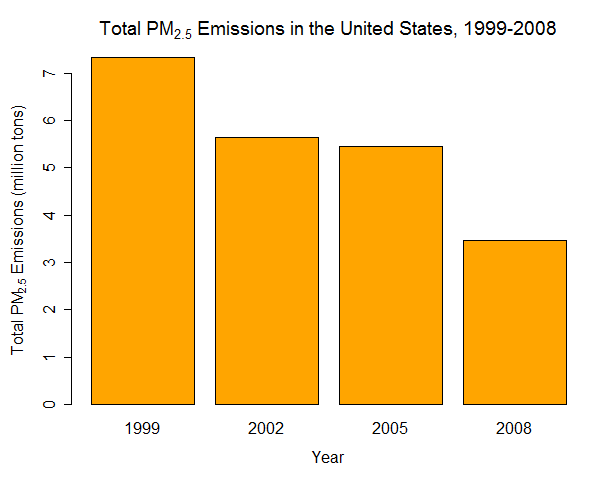 Total PM2.5 Emissions in the United States, 1999-2008
Total PM2.5 Emissions (million tons)
7
6
5
4
3
2
1
0
1999 2002 2005 2008
Year